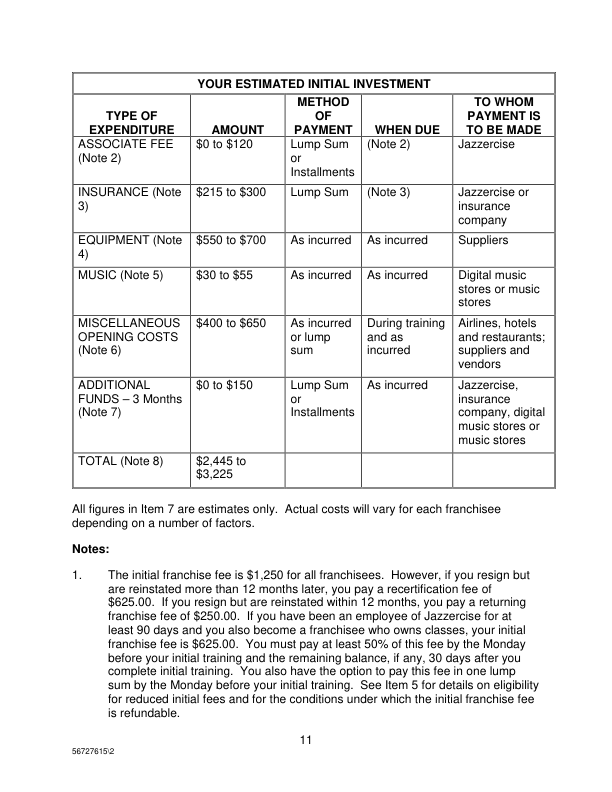 YOUR ESTIMATED INITIAL INVESTMENT
TYPE OF
EXPENDITURE
AMOUNT
METHOD
OF
PAYMENT
WHEN DUE
TO WHOM
PAYMENT IS
TO BE MADE
ASSOCIATE FEE
(Note 2)
$0 to $120
Lump Sum
or
Installments
(Note 2)
Jazzercise
INSURANCE (Note
3)
$215 to $300
Lump Sum
(Note 3)
Jazzercise or
insurance
company
EQUIPMENT (Note
4)
$550 to $700
As incurred
As incurred
Suppliers
MUSIC (Note 5)
$30 to $55
As incurred
As incurred
Digital music
stores or music
stores
MISCELLANEOUS
OPENING COSTS
(Note 6)
$400 to $650
As incurred
or lump
sum
During training
and as
incurred
Airlines, hotels
and restaurants;
suppliers and
vendors
ADDITIONAL
FUNDS – 3 Months
(Note 7)
$0 to $150
Lump Sum
or
Installments
As incurred
Jazzercise,
insurance
company, digital
music stores or
music stores
TOTAL (Note 8)
$2,445 to
$3,225
All figures in Item 7 are estimates only.  Actual costs will vary for each franchisee
depending on a number of factors.
Notes:
1. The initial franchise fee is $1,250 for all franchisees.  However, if you resign but
are reinstated more than 12 months later, you pay a recertification fee of
$625.00.  If you resign but are reinstated within 12 months, you pay a returning
franchise fee of $250.00.  If you have been an employee of Jazzercise for at
least 90 days and you also become a franchisee who owns classes, your initial
franchise fee is $625.00.  You must pay at least 50% of this fee by the Monday
before your initial training and the remaining balance, if any, 30 days after you
complete initial training.  You also have the option to pay this fee in one lump
sum by the Monday before your initial training.  See Item 5 for details on eligibility
for reduced initial fees and for the conditions under which the initial franchise fee
is refundable.
11
56727615\2